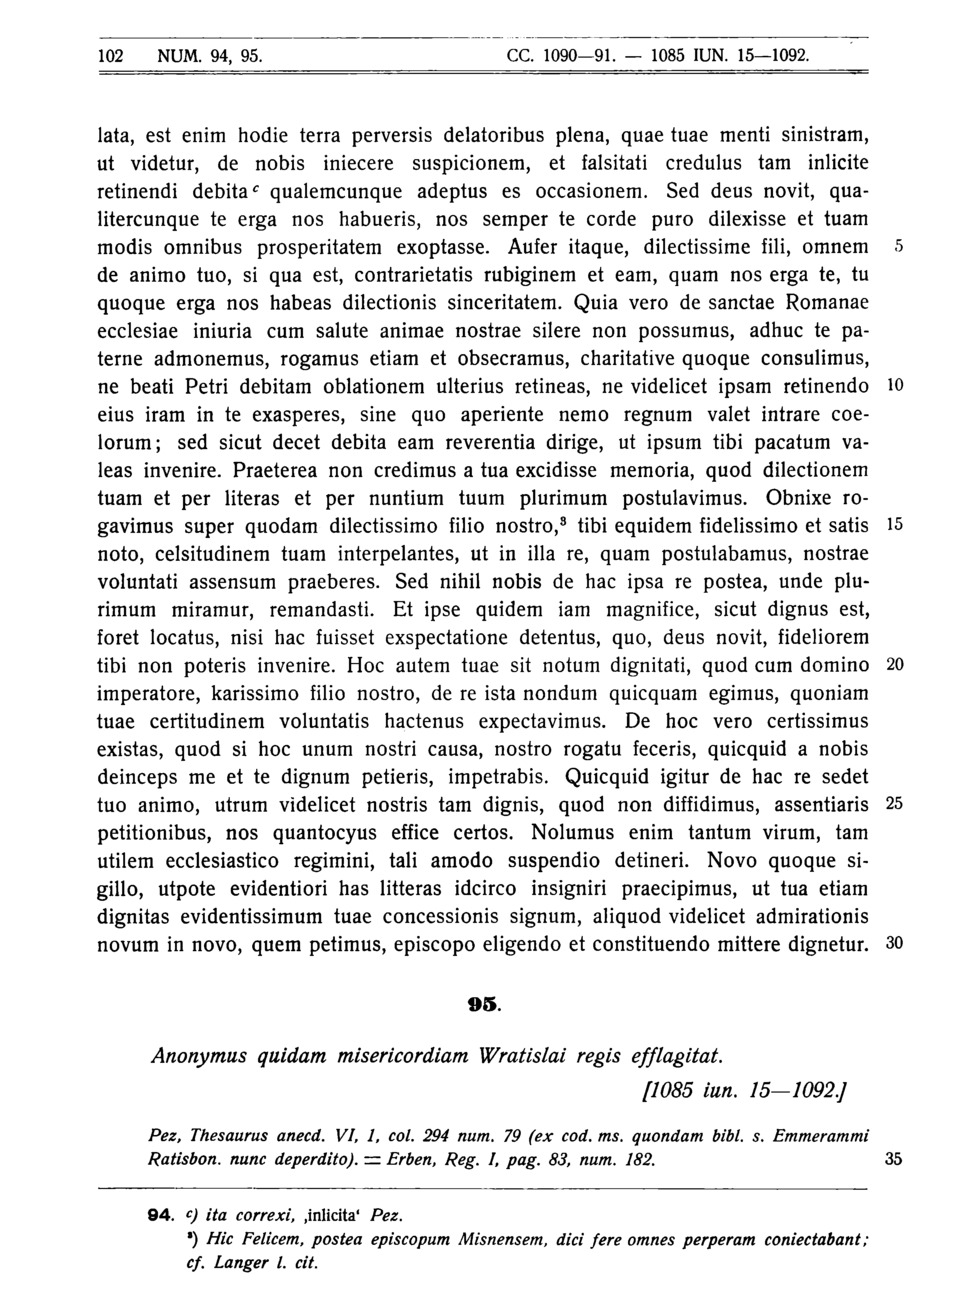 102 NUM. 94, 95. CC. 1090—91. — 1085 IUN. 15—1092.
lata, est enim hodie terra perversis delatoribus plena, quae tuae menti sinistram,
ut videtur, de nobis iniecere suspicionem, et falsitati credulus tam inlicite
retinendi debita c qualemcunque adeptus es occasionem. Sed deus novit, qua-
litercunque te erga nos habueris, nos semper te corde puro dilexisse et tuam
modis omnibus prosperitatem exoptasse. Aufer itaque, dilectissime fili, omnem 5
de animo tuo, si qua est, contrarietatis rubiginem et eam, quam nos erga te, tu
quoque erga nos habeas dilectionis sinceritatem. Quia vero de sanctae Romanae
ecclesiae iniuria cum salute animae nostrae silere non possumus, adhuc te pa-
terne admonemus, rogamus etiam et obsecramus, charitative quoque consulimus,
ne beati Petri debitam oblationem ulterius retineas, ne videlicet ipsam retinendo 10
eius iram in te exasperes, sine quo aperiente nemo regnum valet intrare coe-
lorum; sed sicut decet debita eam reverentia dirige, ut ipsum tibi pacatum va-
leas invenire. Praeterea non credimus a tua excidisse memoria, quod dilectionem
tuam et per literas et per nuntium tuum plurimum postulavimus. Obnixe ro-
gavimus super quodam dilectissimo filio nostro,³ tibi equidem fidelissimo et satis 15
noto, celsitudinem tuam interpelantes, ut in illa re, quam postulabamus, nostrae
voluntati assensum praeberes. Sed nihil nobis de hac ipsa re postea, unde plu-
rimum miramur, remandasti. Et ipse quidem iam magnifice, sicut dignus est,
foret locatus, nisi hac fuisset exspectatione detentus, quo, deus novit, fideliorem
tibi non poteris invenire. Hoc autem tuae sit notum dignitati, quod cum domino 20
imperatore, karissimo filio nostro, de re ista nondum quicquam egimus, quoniam
tuae certitudinem voluntatis hactenus expectavimus. De hoc vero certissimus
existas, quod si hoc unum nostri causa, nostro rogatu feceris, quicquid a nobis
deinceps me et te dignum petieris, impetrabis. Quicquid igitur de hac re sedet
tuo animo, utrum videlicet nostris tam dignis, quod non diffidimus, assentiaris 25
petitionibus, nos quantocyus effice certos. Nolumus enim tantum virum, tam
utilem ecclesiastico regimini, tali amodo suspendio detineri. Novo quoque si-
gillo, utpote evidentiori has litteras idcirco insigniri praecipimus, ut tua etiam
dignitas evidentissimum tuae concessionis signum, aliquod videlicet admirationis
novum in novo, quem petimus, episcopo eligendo et constituendo mittere dignetur. 30
95.
Anonymus quidam misericordiam Wratislai regis efflagitat.
[1085 iun. 15—1092.]
Pez, Thesaurus anecd. VI, 1, col. 294 num. 79 (ex cod. ms. quondam bibl. s. Emmerammi
Ratisbon. nunc deperdito). = Erben, Reg. I, pag. 83, num. 182. 35
94. c) ita correxi, ‚inlicita‘ Pez.
³) Hic Felicem, postea episcopum Misnensem, dici fere omnes perperam coniectabant;
cf. Langer l. cit.